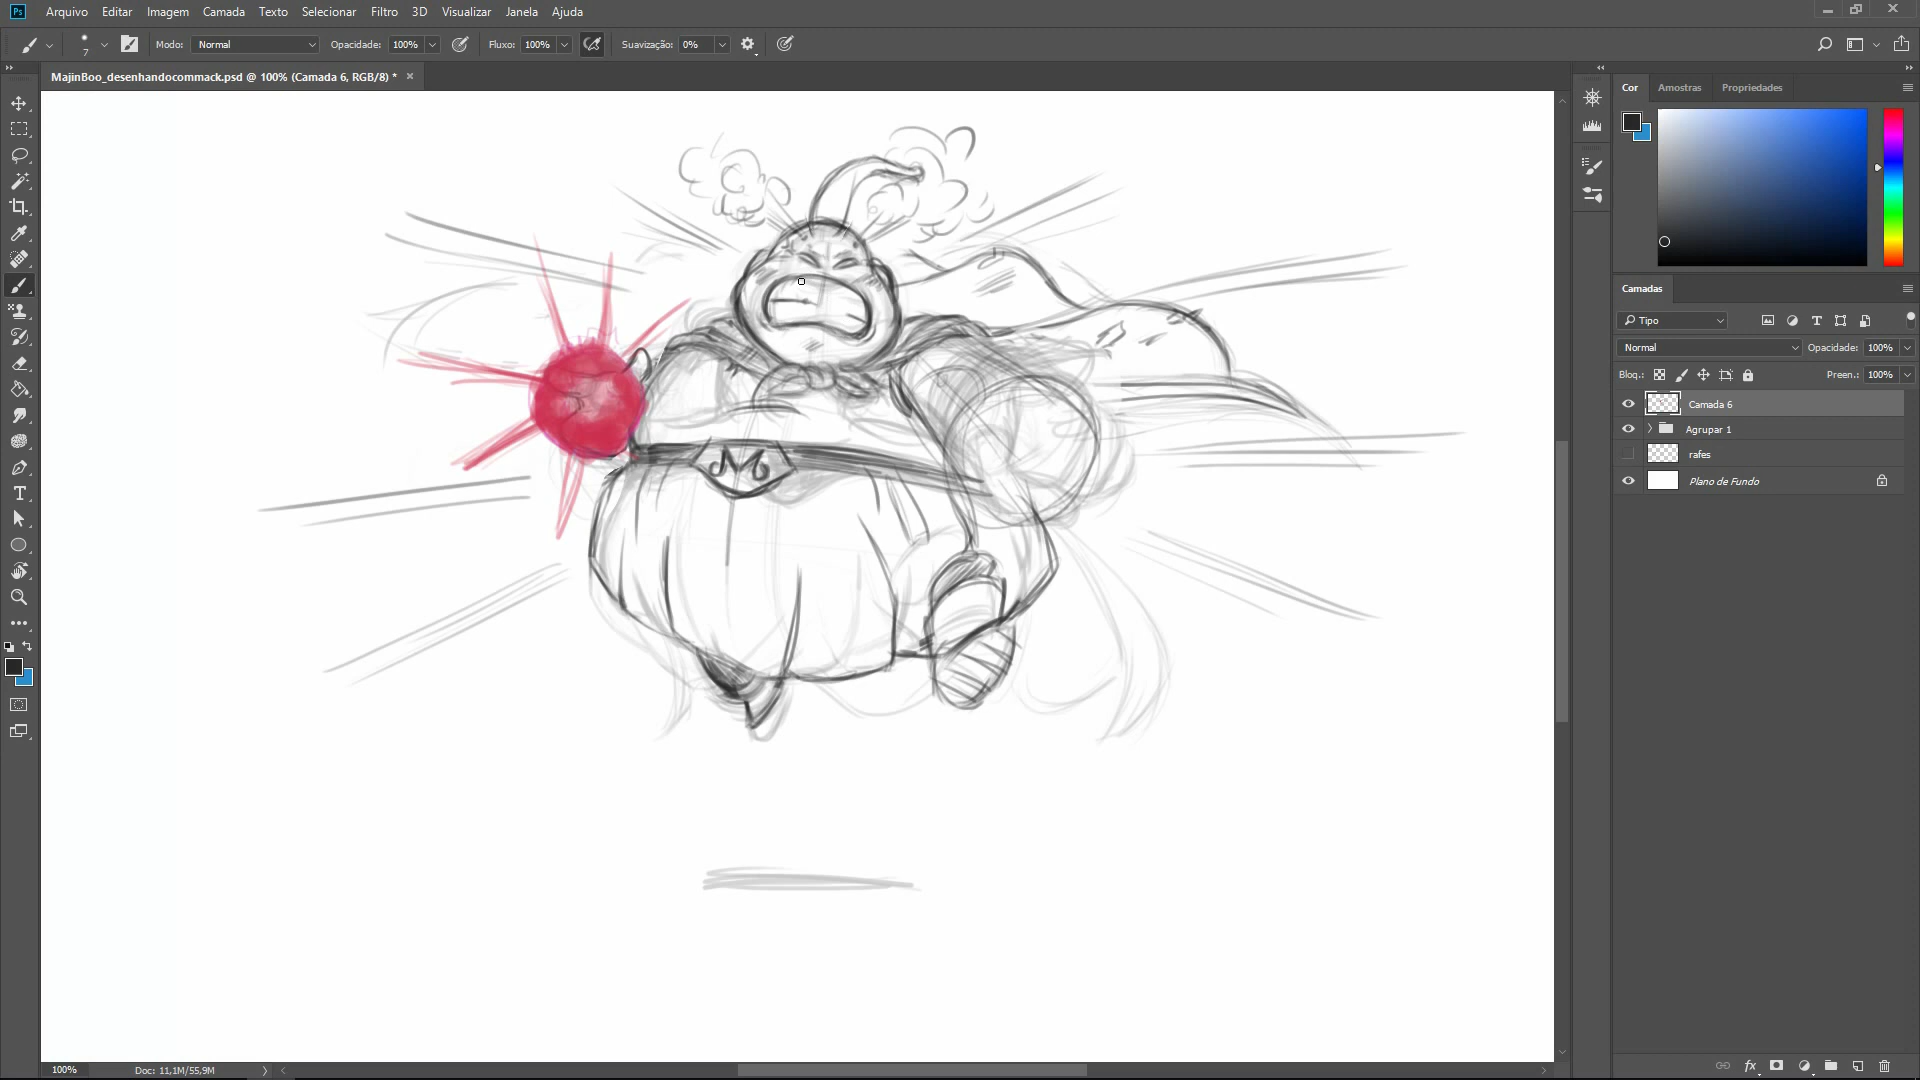 Ps Arquivo Editar Imagem Camada Texto Selecionar Filtro 3D Visualizar Janela Ajuda
7 Modo: Normal Opacidade: 100% Fluxo: 100% Suavização: 0%
MajinBoo_desenhandocommack.psd @ 100% (Camada 6, RGB/8) *
Cor Amostras Propriedades
M
Camadas
Tipo
Normal Opacidade: 100%
Bloq.: Preen.: 100%
Camada 6
Agrupar 1
rafes
Plano de Fundo
100% Doc: 11,1M/55,9M